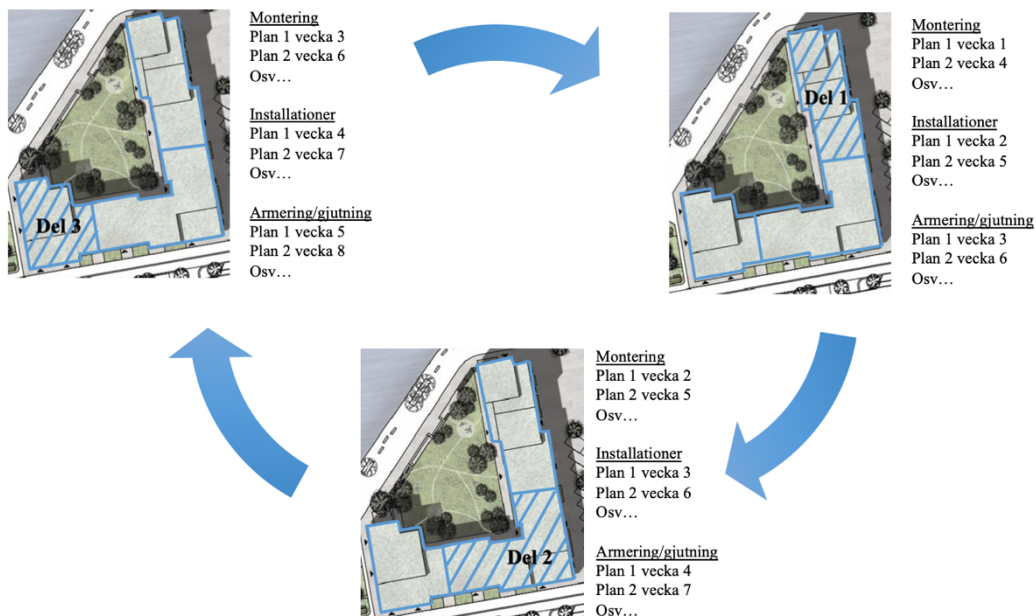 Montering
Plan 1 vecka 3
Plan 2 vecka 6
Osv…
Installationer
Plan 1 vecka 4
Plan 2 vecka 7
Osv…
Armering/gjutning
Plan 1 vecka 5
Plan 2 vecka 8
Osv…
Del 3
Montering
Plan 1 vecka 1
Plan 2 vecka 4
Osv…
Installationer
Plan 1 vecka 2
Plan 2 vecka 5
Osv…
Armering/gjutning
Plan 1 vecka 3
Plan 2 vecka 6
Osv…
Del 1
Montering
Plan 1 vecka 2
Plan 2 vecka 5
Osv…
Installationer
Plan 1 vecka 3
Plan 2 vecka 6
Osv…
Armering/gjutning
Plan 1 vecka 4
Plan 2 vecka 7
Osv…
Del 2